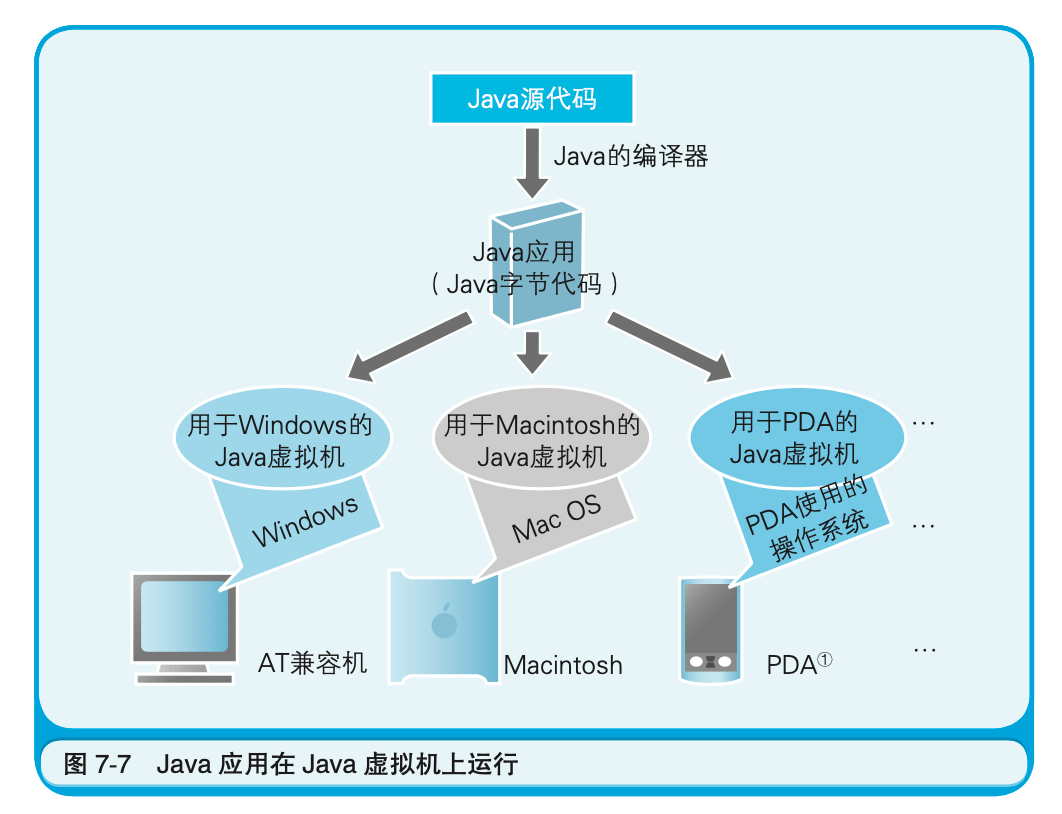 Java源代码
Java的编译器
Java应用
（Java字节代码）
用于Windows的
Java虚拟机
用于Macintosh的
Java虚拟机
用于PDA的
Java虚拟机
…
Windows
Mac OS
PDA使用的
操作系统
…
AT兼容机
Macintosh
PDA①
…
图 7-7 Java 应用在 Java 虚拟机上运行